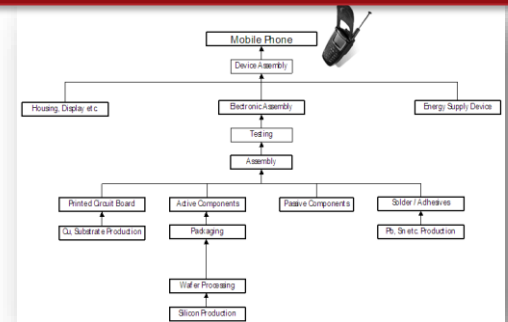 Mobile Phone
Device Assembly
Housing, Display etc.
Electronic Assembly
Energy Supply Device
Testing
Assembly
Printed Circuit Board
Active Components
Passive Components
Solder / Adhesives
Cu, Substrate Production
Packaging
Pb, Sn etc. Production
Wafer Processing
Silicon Production